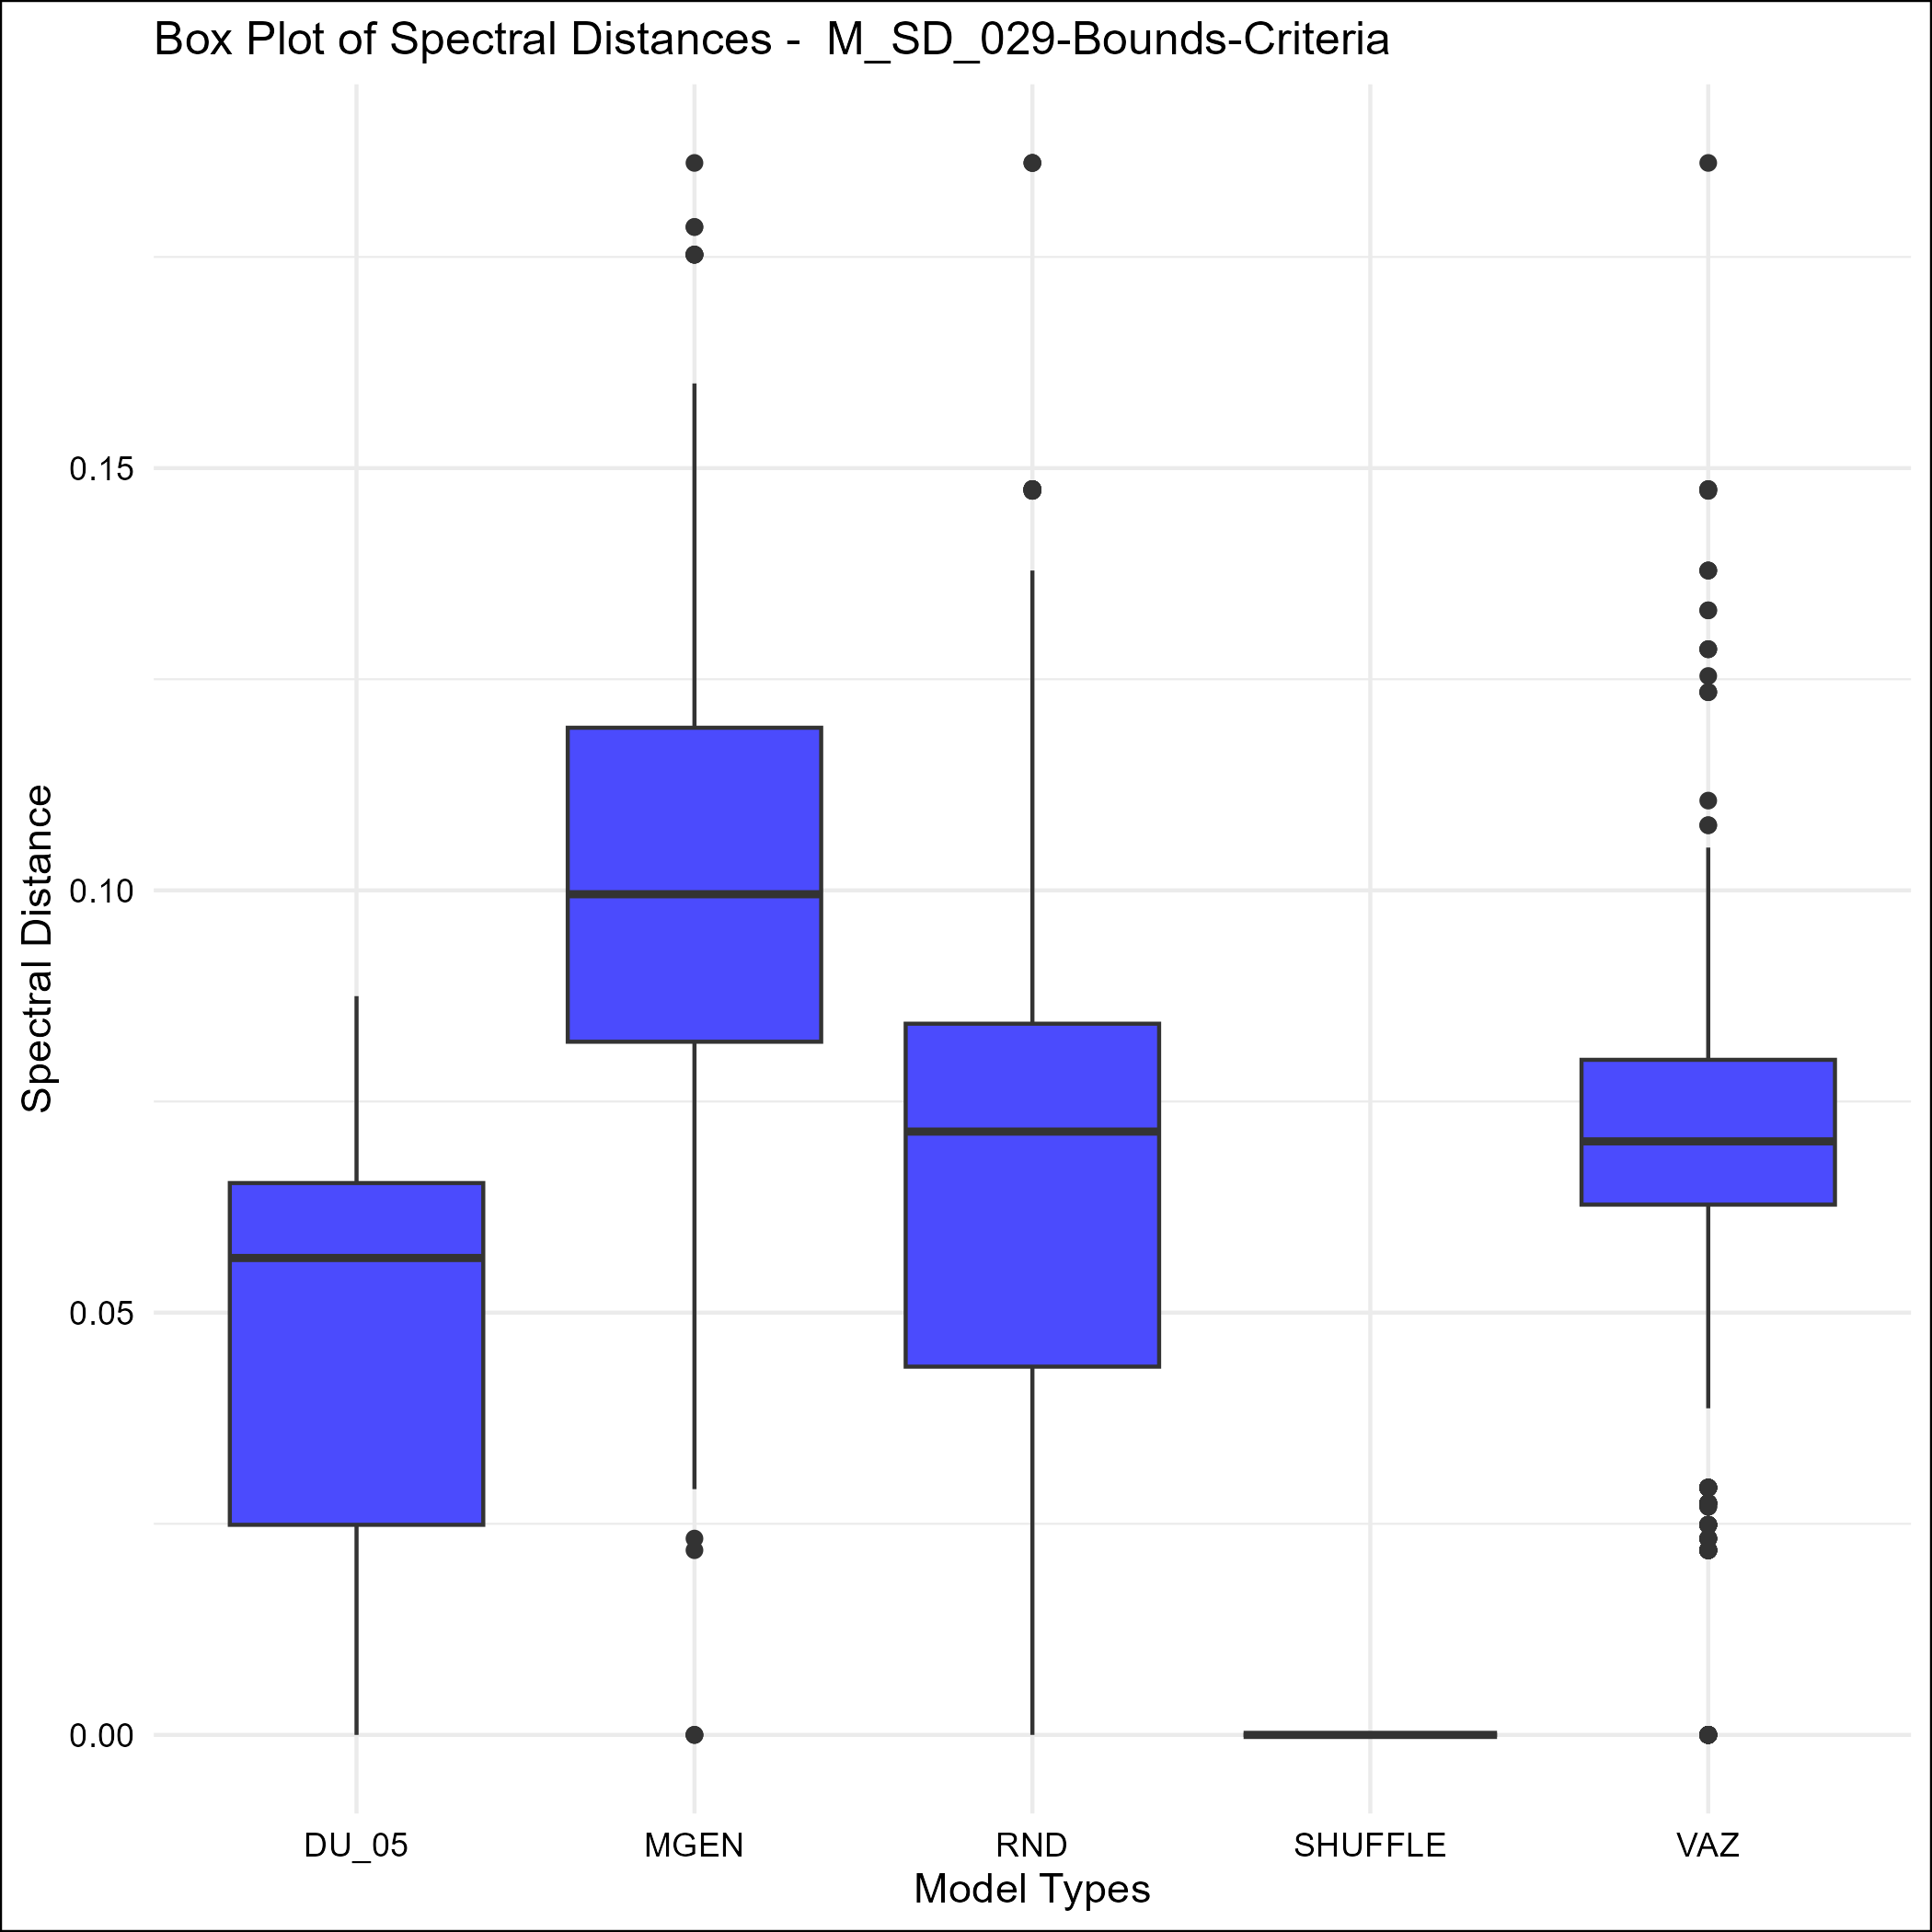 Box Plot of Spectral Distances -  M_SD_029-Bounds-Criteria
Spectral Distance
0.15
0.10
0.05
0.00
DU_05 MGEN RND SHUFFLE VAZ
Model Types